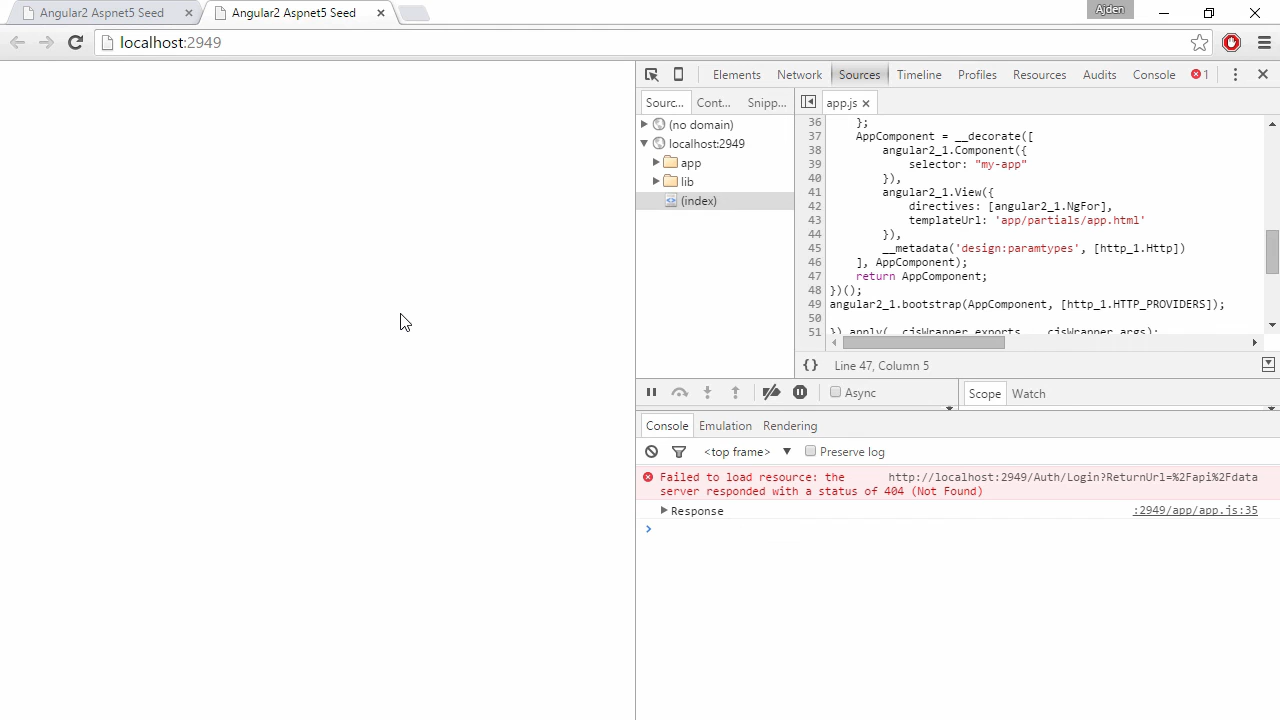 Angular2 Aspnet5 Seed
Angular2 Aspnet5 Seed
Ajden
localhost:2949
Elements Network Sources Timeline Profiles Resources Audits Console 1
Sourc... Cont... Snipp...
app.js
(no domain)
localhost:2949
app
lib
(index)
36 };
37 AppComponent = __decorate([
38 angular2_1.Component({
39 selector: "my-app"
40 }),
41 angular2_1.View({
42 directives: [angular2_1.NgFor],
43 templateUrl: 'app/partials/app.html'
44 }),
45 __metadata('design:paramtypes', [http_1.Http])
46 ], AppComponent);
47 return AppComponent;
48 })();
49 angular2_1.bootstrap(AppComponent, [http_1.HTTP_PROVIDERS]);
50
51 }).apply(__cjsWrapper.exports, __cjsWrapper.args);
{} Line 47, Column 5
Async
Scope Watch
Console Emulation Rendering
<top frame> Preserve log
Failed to load resource: the http://localhost:2949/Auth/Login?ReturnUrl=%2Fapi%2Fdata
server responded with a status of 404 (Not Found)
Response :2949/app/app.js:35